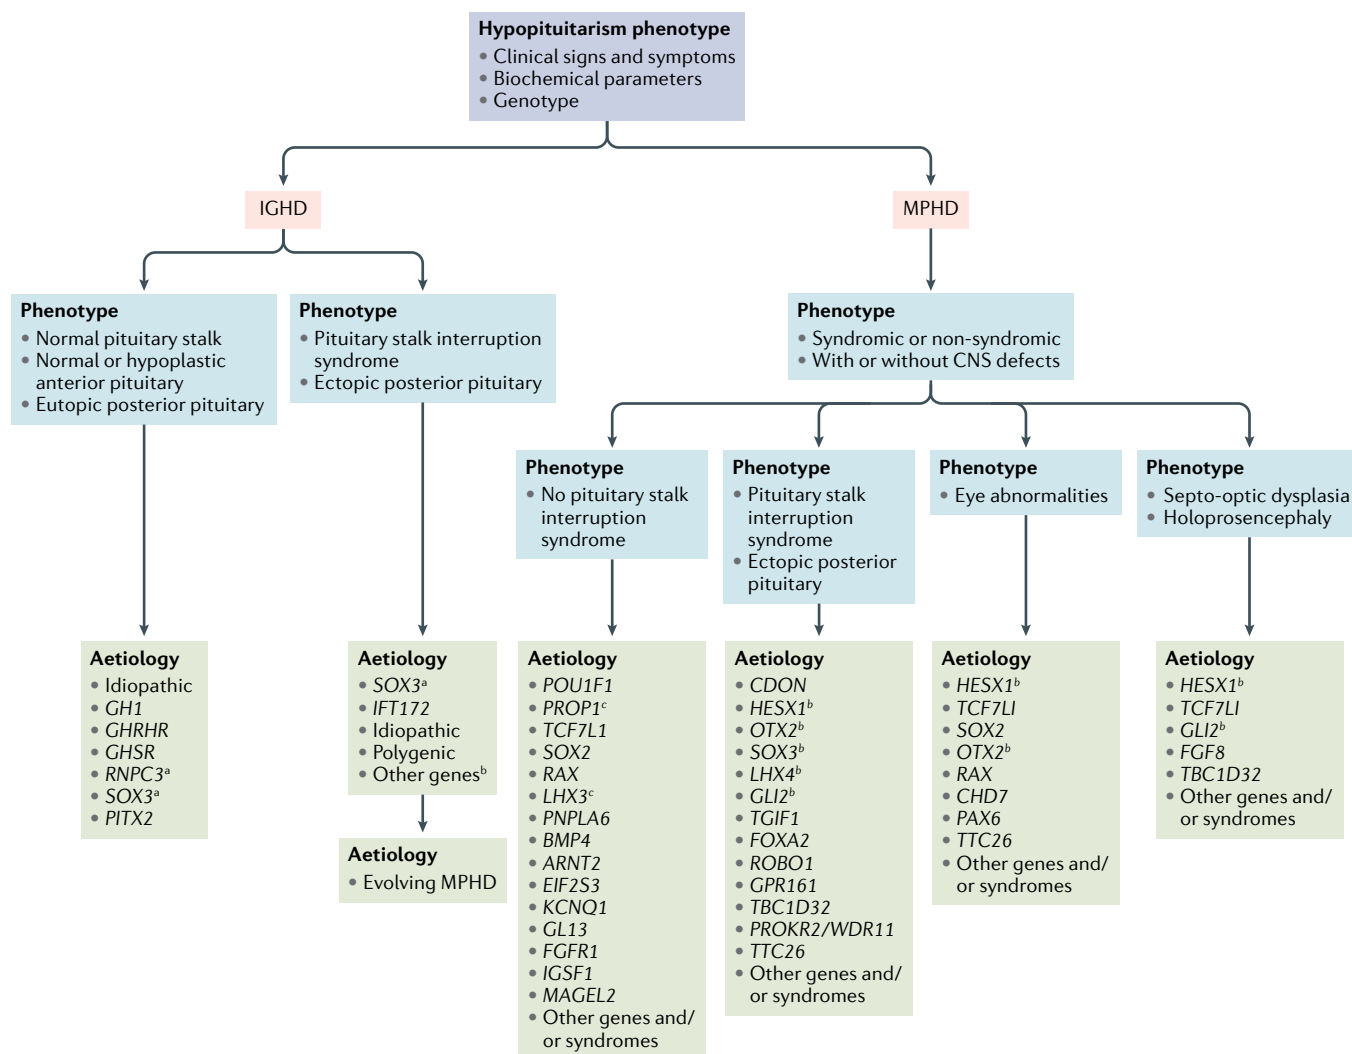 Hypopituitarism phenotype
• Clinical signs and symptoms
• Biochemical parameters
• Genotype
IGHD
MPHD
Phenotype
• Normal pituitary stalk
• Normal or hypoplastic
anterior pituitary
• Eutopic posterior pituitary
Phenotype
• Pituitary stalk interruption
syndrome
• Ectopic posterior pituitary
Phenotype
• Syndromic or non-syndromic
• With or without CNS defects
Phenotype
• No pituitary stalk
interruption
syndrome
Phenotype
• Pituitary stalk
interruption
syndrome
• Ectopic posterior
pituitary
Phenotype
• Eye abnormalities
Phenotype
• Septo-optic dysplasia
• Holoprosencephaly
Aetiology
• Idiopathic
• GH1
• GHRHR
• GHSR
• RNPC3ᵃ
• SOX3ᵃ
• PITX2
Aetiology
• SOX3ᵃ
• IFT172
• Idiopathic
• Polygenic
• Other genesᵇ
Aetiology
• Evolving MPHD
Aetiology
• POU1F1
• PROP1ᶜ
• TCF7L1
• SOX2
• RAX
• LHX3ᶜ
• PNPLA6
• BMP4
• ARNT2
• EIF2S3
• KCNQ1
• GL13
• FGFR1
• IGSF1
• MAGEL2
• Other genes and/
or syndromes
Aetiology
• CDON
• HESX1ᵇ
• OTX2ᵇ
• SOX3ᵇ
• LHX4ᵇ
• GLI2ᵇ
• TGIF1
• FOXA2
• ROBO1
• GPR161
• TBC1D32
• PROKR2/WDR11
• TTC26
• Other genes and/
or syndromes
Aetiology
• HESX1ᵇ
• TCF7LI
• SOX2
• OTX2ᵇ
• RAX
• CHD7
• PAX6
• TTC26
• Other genes and/
or syndromes
Aetiology
• HESX1ᵇ
• TCF7LI
• GLI2ᵇ
• FGF8
• TBC1D32
• Other genes and/
or syndromes